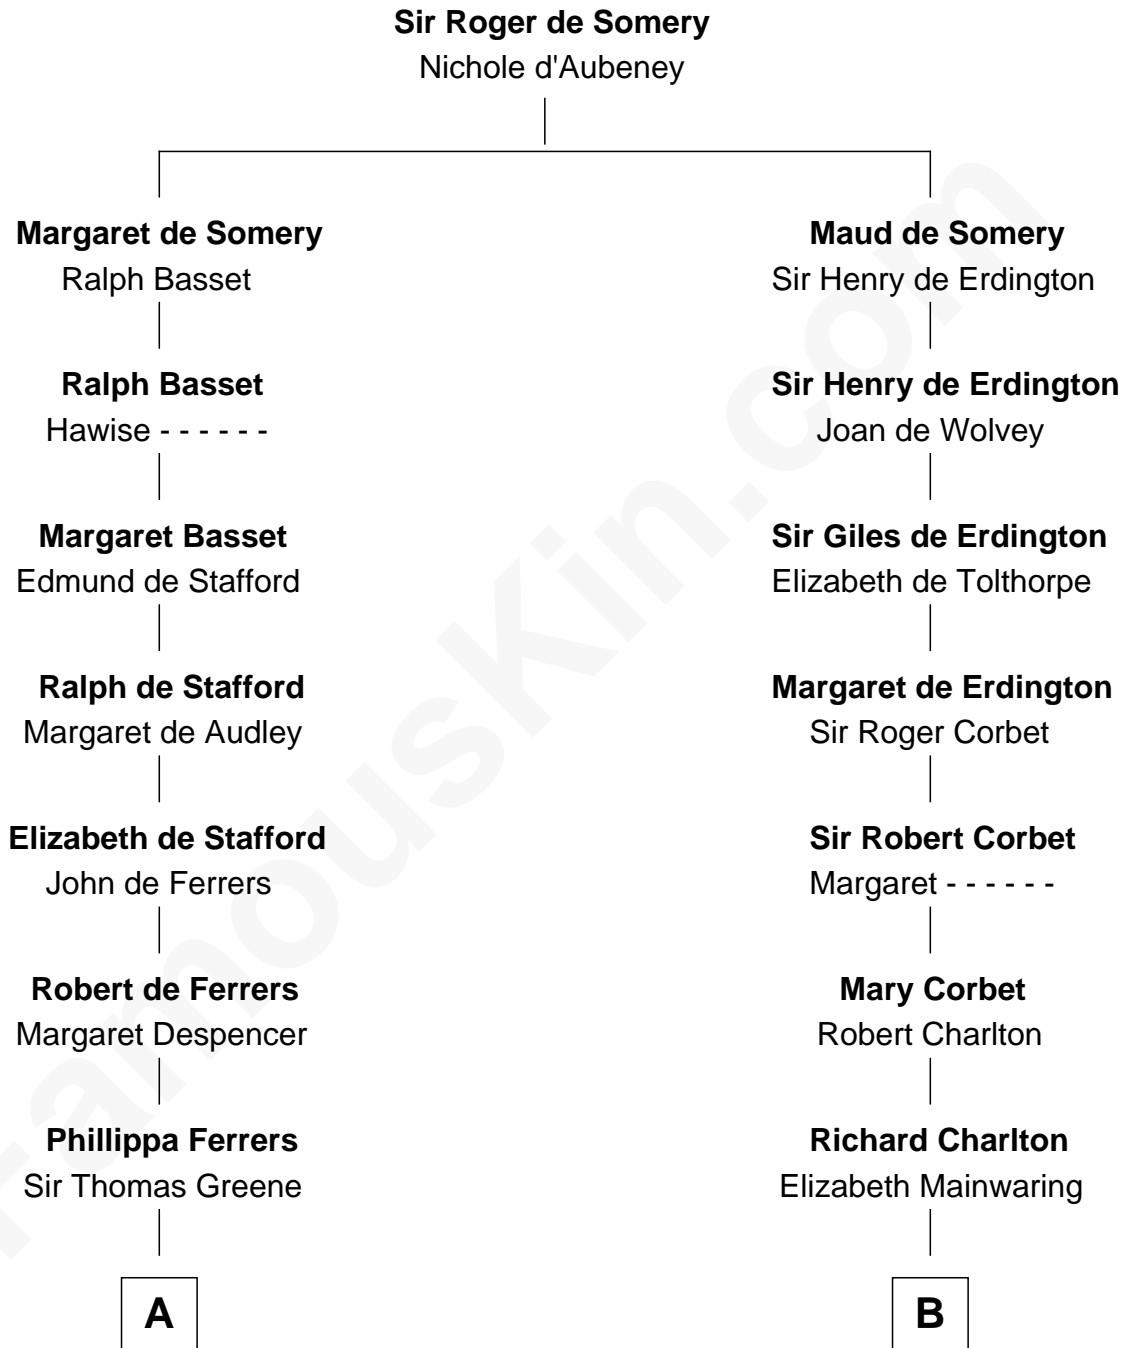 Sir Roger de Somery
Nichole d'Aubeney
Margaret de Somery
Ralph Basset
Ralph Basset
Hawise - - - - - -
Margaret Basset
Edmund de Stafford
Ralph de Stafford
Margaret de Audley
Elizabeth de Stafford
John de Ferrers
Robert de Ferrers
Margaret Despencer
Phillippa Ferrers
Sir Thomas Greene
A
Maud de Somery
Sir Henry de Erdington
Sir Henry de Erdington
Joan de Wolvey
Sir Giles de Erdington
Elizabeth de Tolthorpe
Margaret de Erdington
Sir Roger Corbet
Sir Robert Corbet
Margaret - - - - - -
Mary Corbet
Robert Charlton
Richard Charlton
Elizabeth Mainwaring
B
FamousKin.com